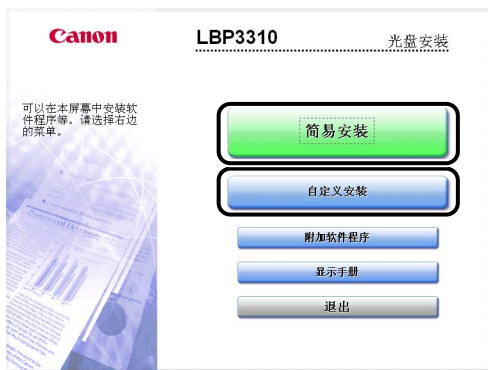 Canon
LBP3310
光盘安装
可以在本屏幕中安装软
件程序等。请选择右边
的菜单。
简易安装
自定义安装
附加软件程序
显示手册
退出